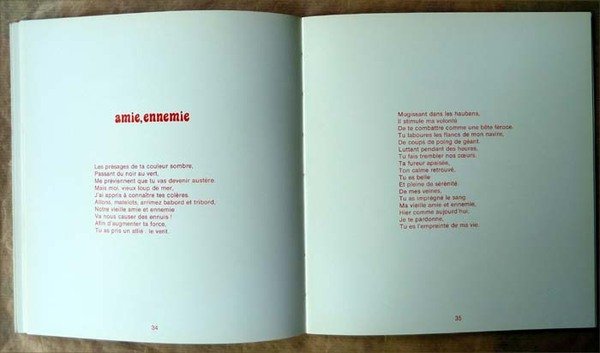 amie, ennemie
Les présages de ta couleur sombre,
Passant du noir au vert,
Me préviennent que tu vas devenir austère.
Mais moi, vieux loup de mer,
J'ai appris à connaître tes colères.
Allons, matelots, arrimez babord et tribord,
Notre vieille amie et ennemie
Va nous causer des ennuis !
Afin d'augmenter ta force,
Tu as pris un allié : le vent.
34
Mugissant dans les haubans,
Il stimule ma volonté
De te combattre comme une bête féroce.
Tu laboures les flancs de mon navire,
De coups de poing de géant.
Luttant pendant des heures,
Tu fais trembler nos cœurs.
Ta fureur apaisée,
Ton calme retrouvé,
Tu es belle
Et pleine de sérénité
De mes veines,
Tu as imprégné le sang.
Ma vieille amie et ennemie,
Hier comme aujourd'hui,
Je te pardonne,
Tu es l'empreinte de ma vie.
35